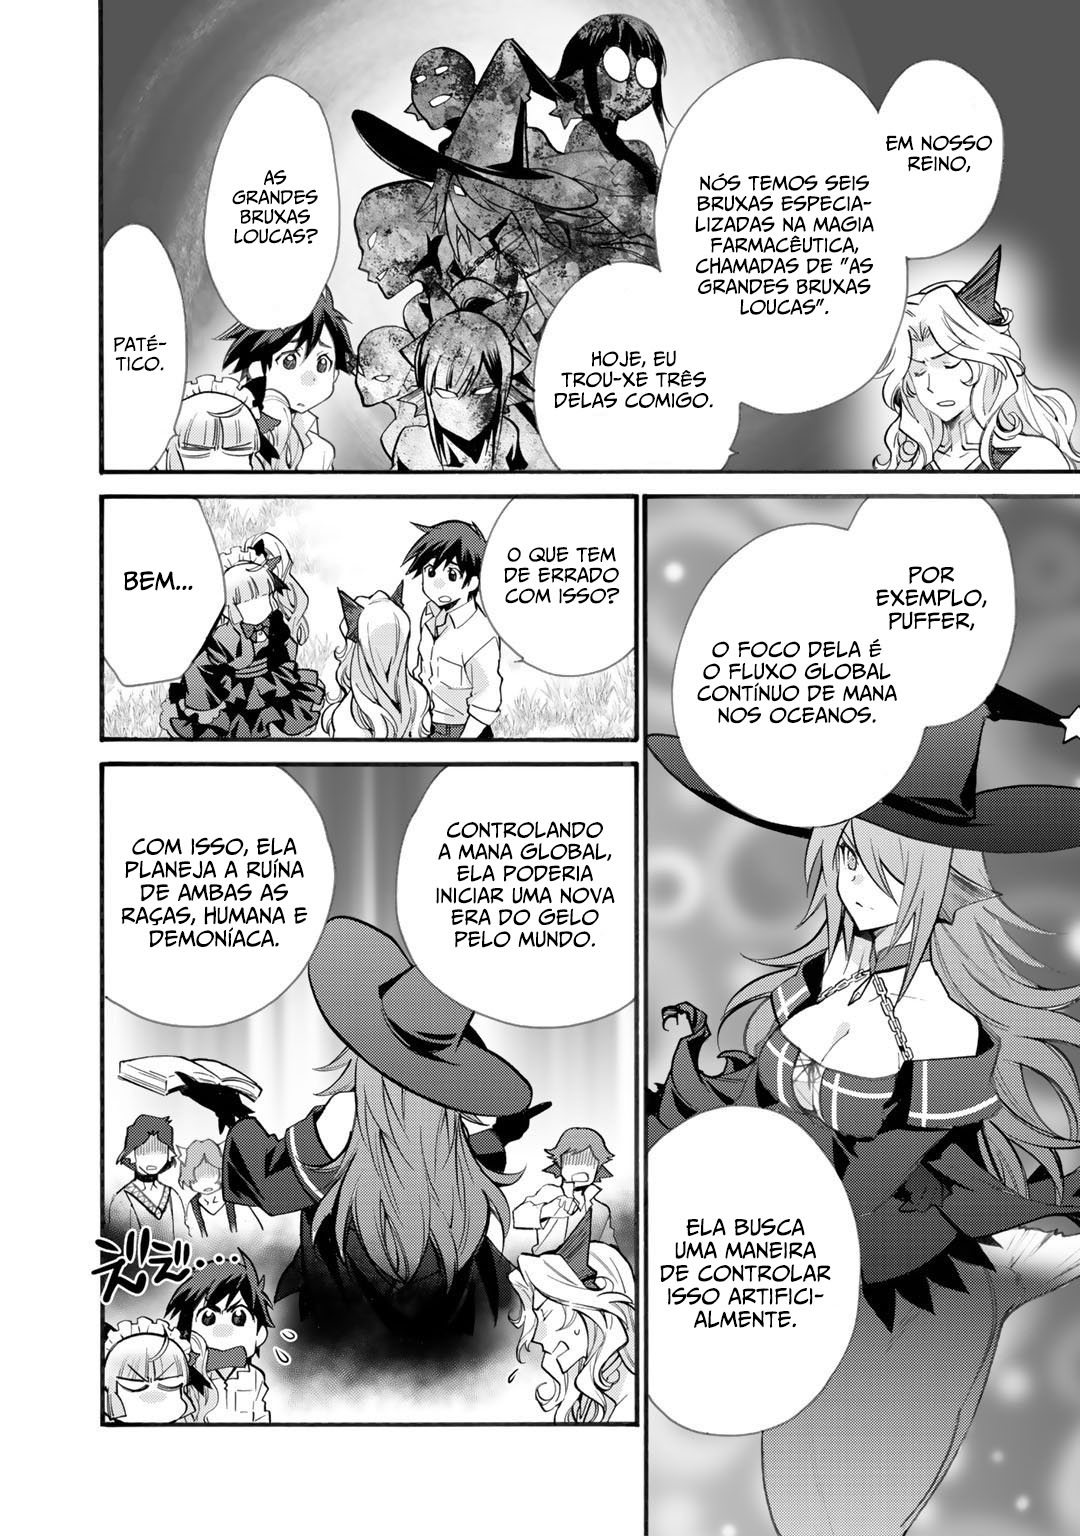 EM NOSSO
REINO,
NÓS TEMOS SEIS
BRUXAS ESPECIA-
LIZADAS NA MAGIA
FARMACÊUTICA,
CHAMADAS DE "AS
GRANDES BRUXAS
LOUCAS".
HOJE, EU
TROU-XE TRÊS
DELAS COMIGO.
AS
GRANDES
BRUXAS
LOUCAS?
PATÉ-
TICO.
POR
EXEMPLO,
PUFFER,
O FOCO DELA É
O FLUXO GLOBAL
CONTÍNUO DE MANA
NOS OCEANOS.
ELA BUSCA
UMA MANEIRA
DE CONTROLAR
ISSO ARTIFICI-
ALMENTE.
O QUE TEM
DE ERRADO
COM ISSO?
BEM...
CONTROLANDO
A MANA GLOBAL,
ELA PODERIA
INICIAR UMA NOVA
ERA DO GELO
PELO MUNDO.
COM ISSO, ELA
PLANEJA A RUÍNA
DE AMBAS AS
RAÇAS, HUMANA E
DEMONÍACA.